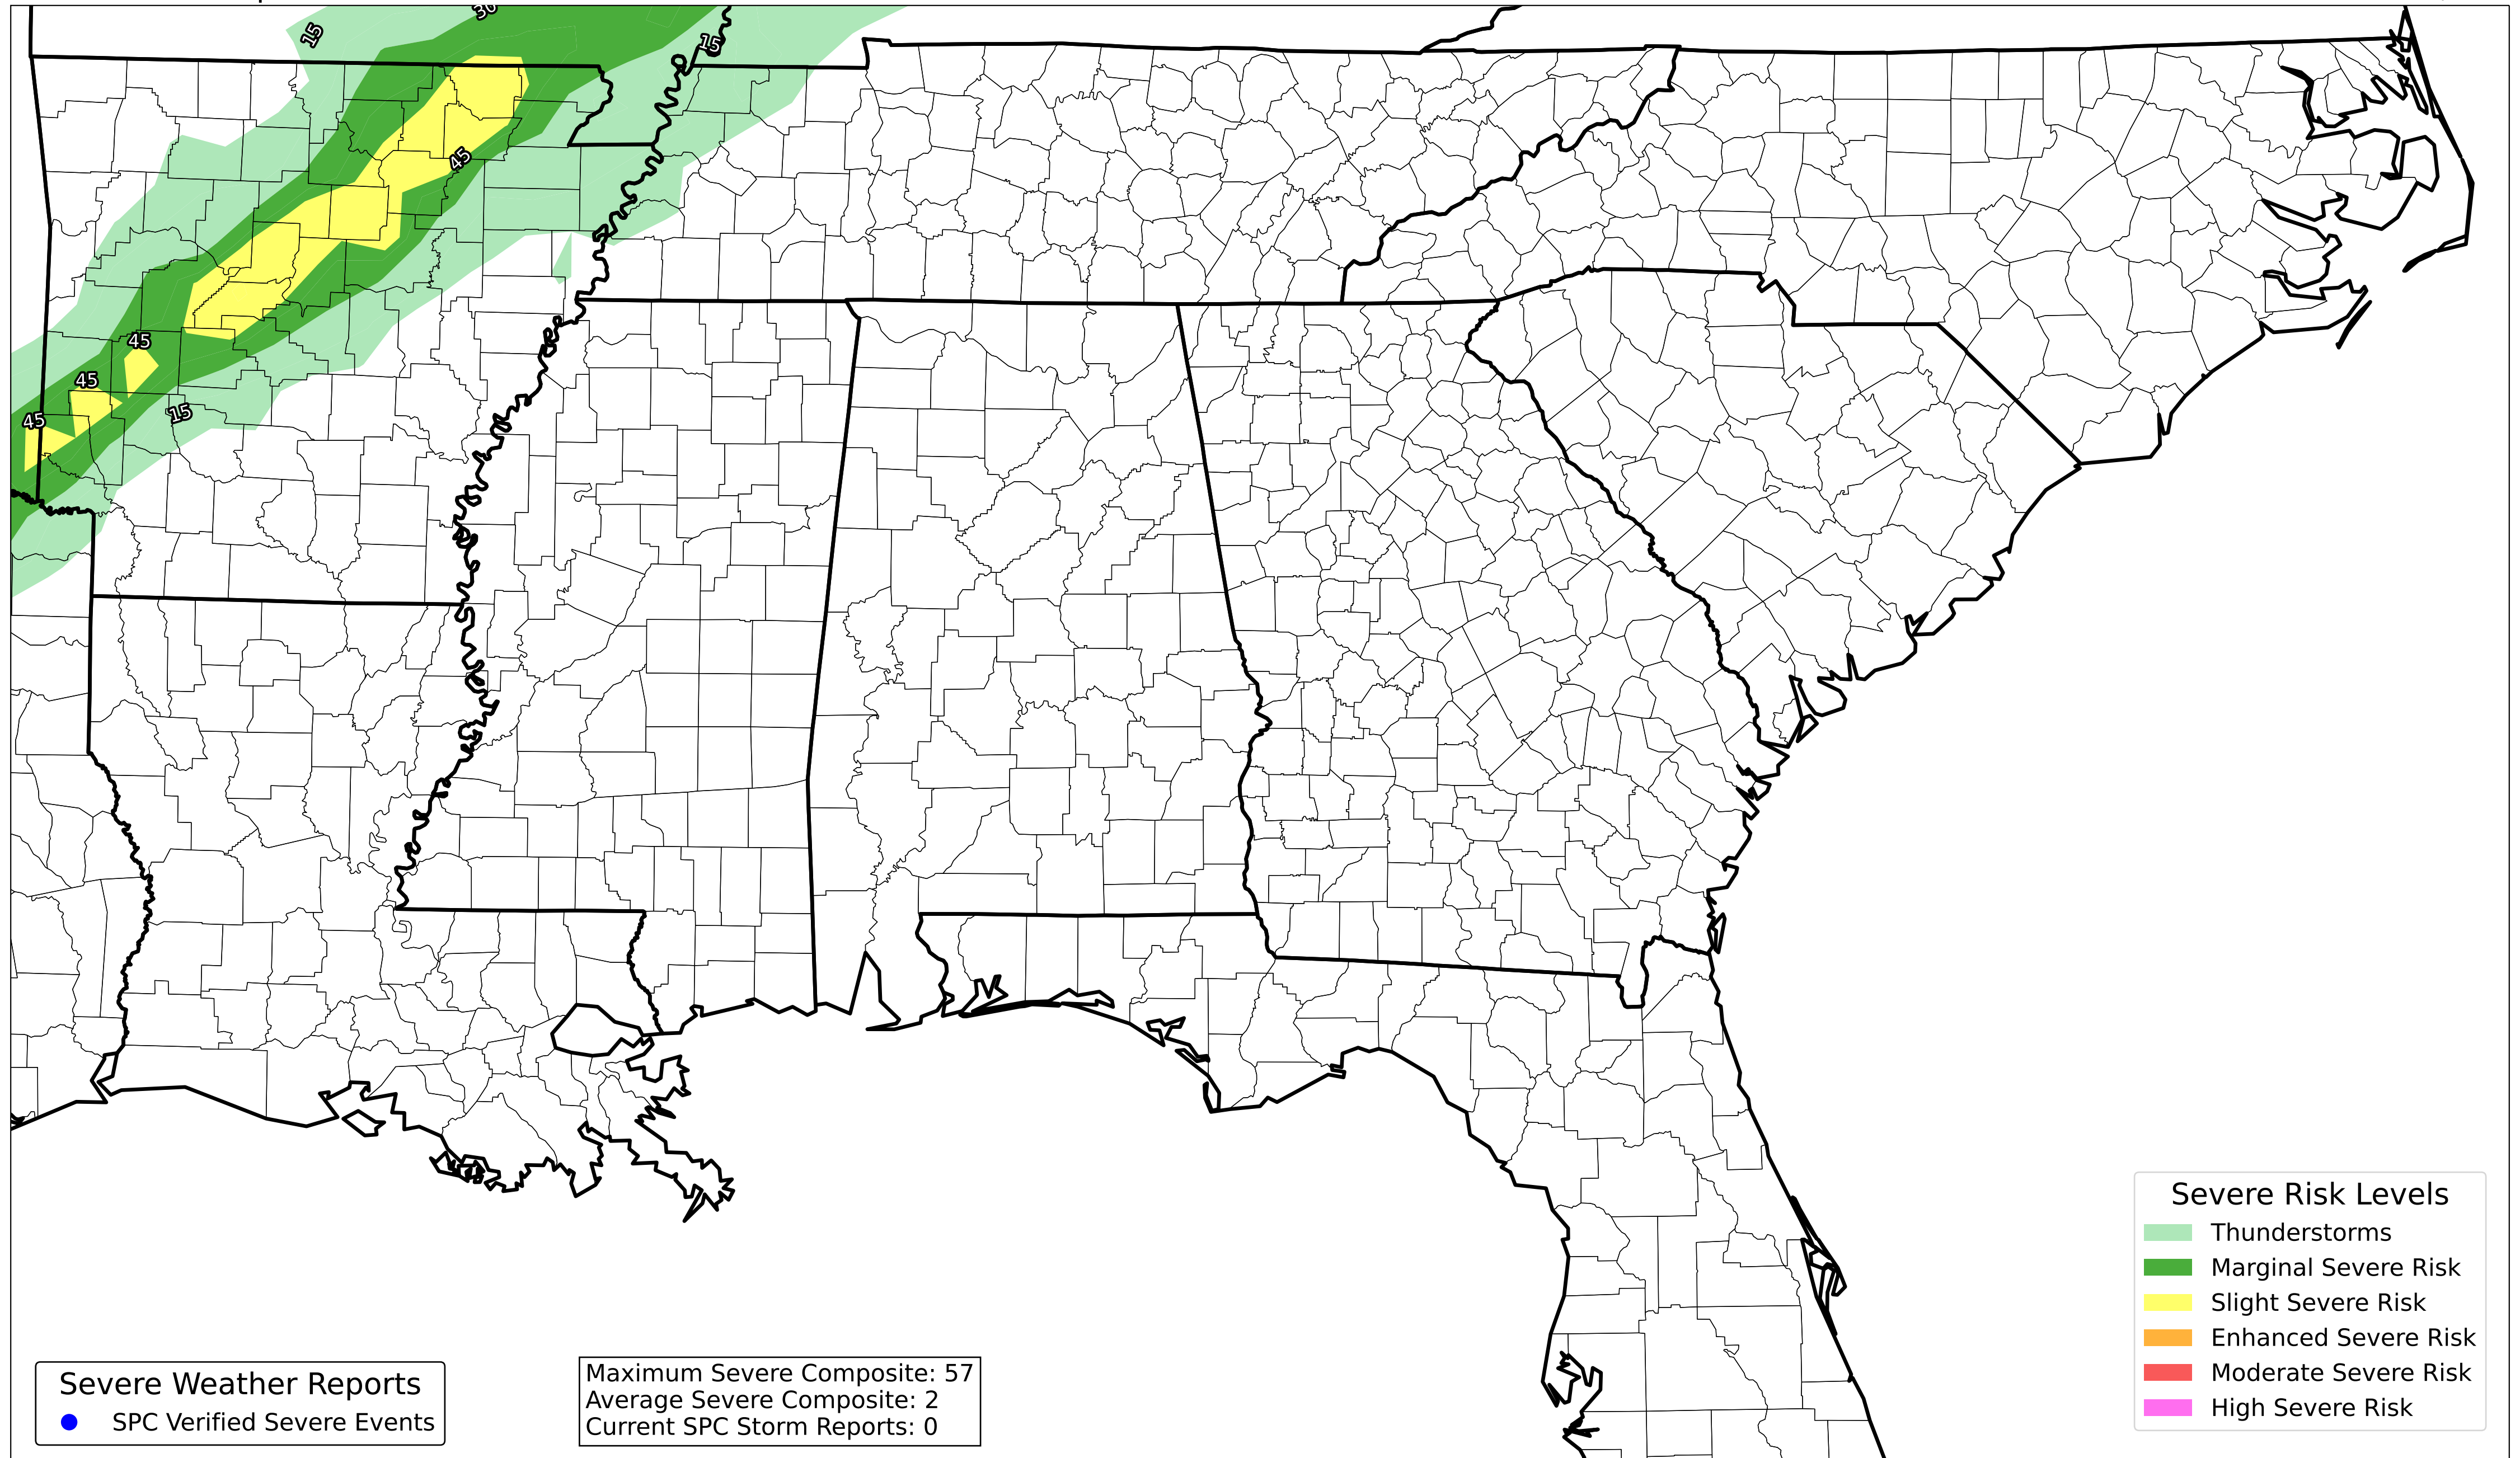 30
15
15
45
45
45
45
15
Severe Risk Levels
Thunderstorms
Marginal Severe Risk
Slight Severe Risk
Enhanced Severe Risk
Moderate Severe Risk
High Severe Risk
Severe Weather Reports
SPC Verified Severe Events
Maximum Severe Composite: 57
Average Severe Composite: 2
Current SPC Storm Reports: 0